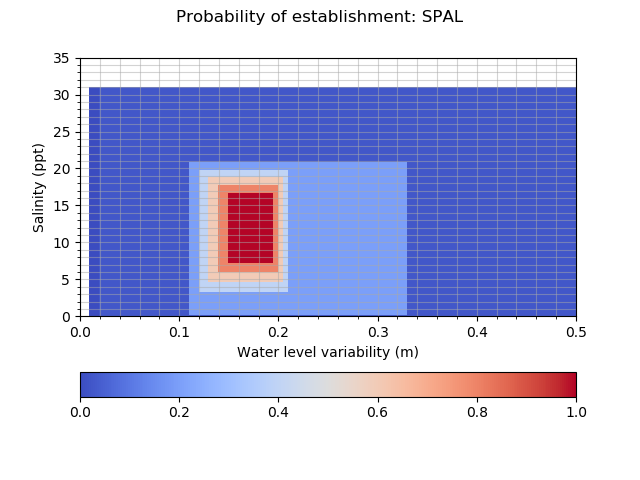 Probability of establishment: SPAL
35
30
25
20
15
10
5
0
Salinity (ppt)
0.0 0.1 0.2 0.3 0.4 0.5
Water level variability (m)
0.0 0.2 0.4 0.6 0.8 1.0